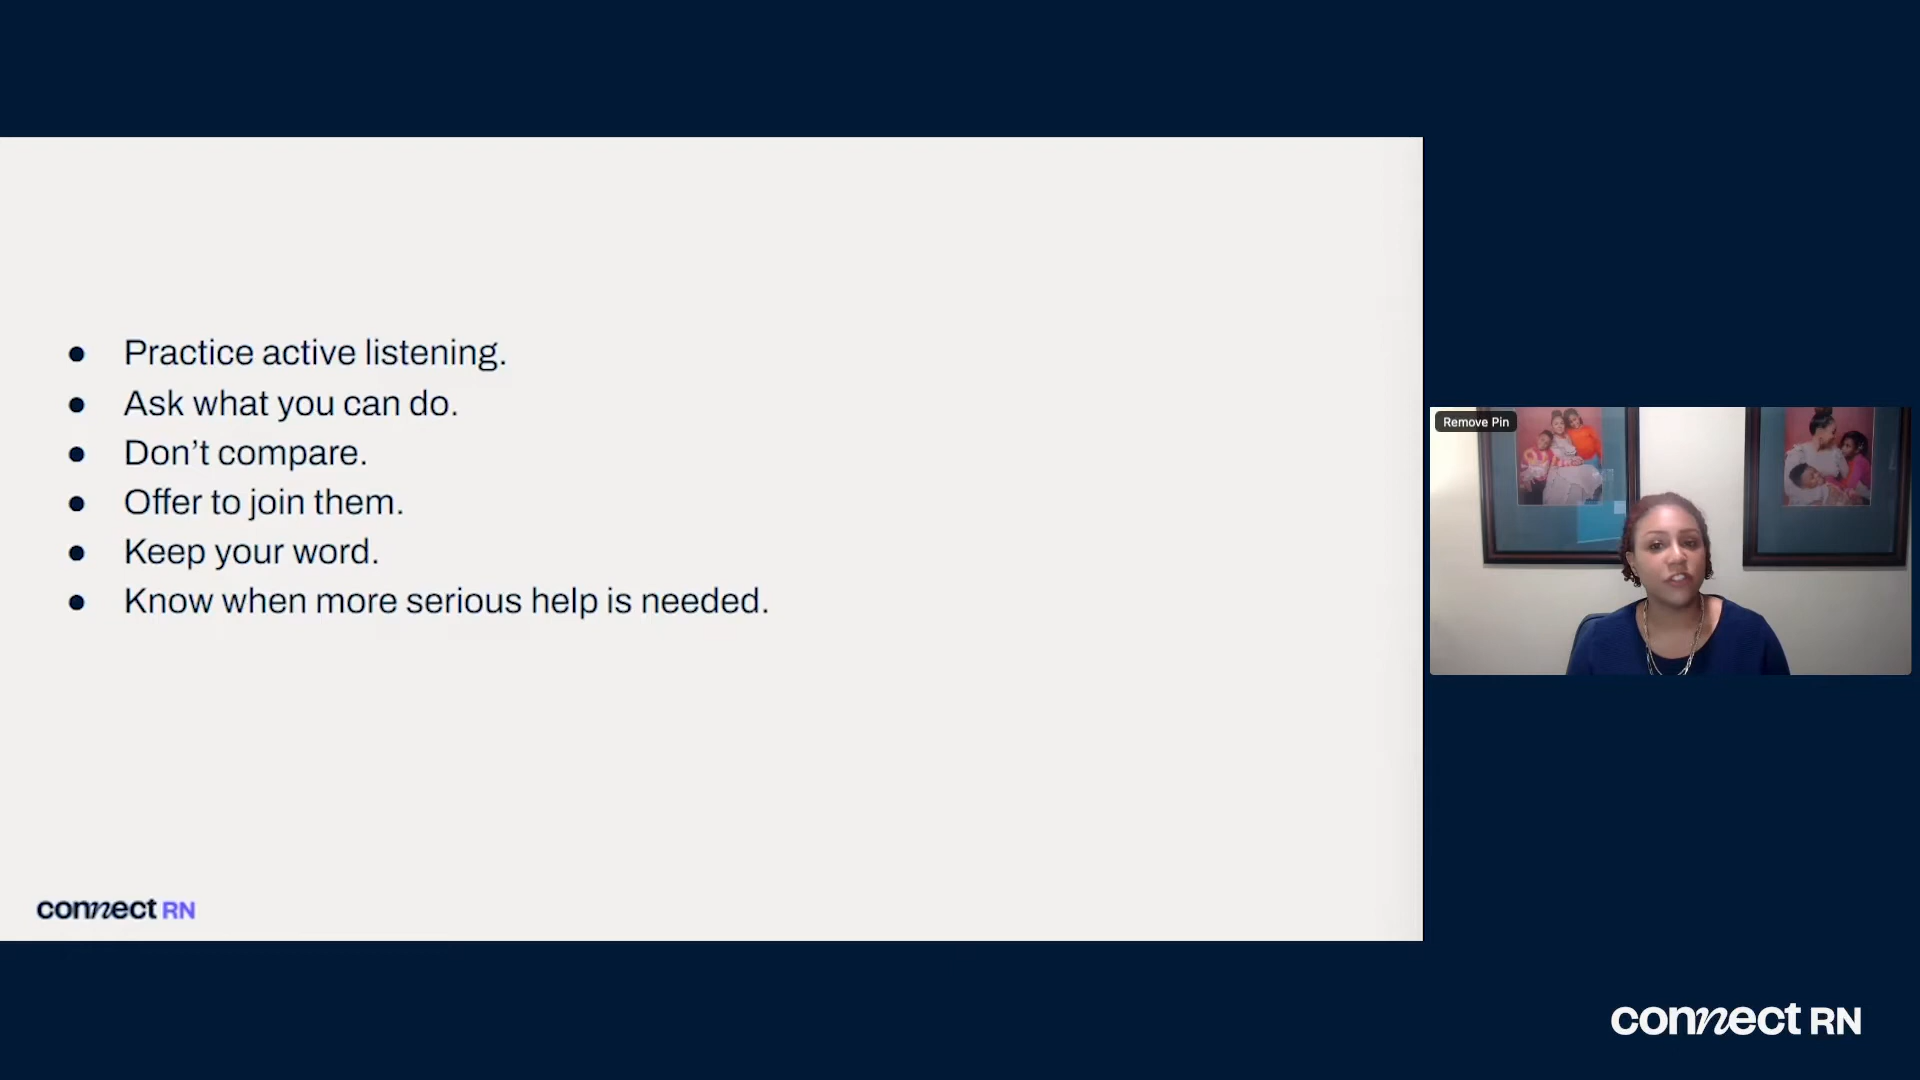 ● Practice active listening.
● Ask what you can do.
● Don’t compare.
● Offer to join them.
● Keep your word.
● Know when more serious help is needed.
connect RN
Remove Pin
connect RN